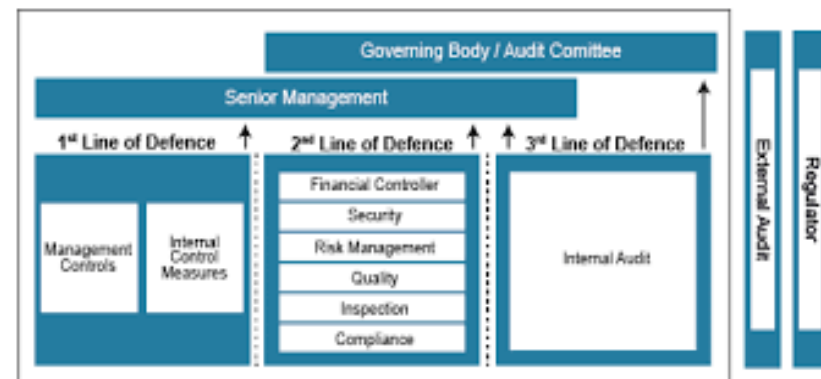 Governing Body / Audit Comittee
Senior Management
1st Line of Defence
2nd Line of Defence
3rd Line of Defence
Management
Controls
Internal
Control
Measures
Financial Controller
Security
Risk Management
Quality
Inspection
Compliance
Internal Audit
External Audit
Regulator